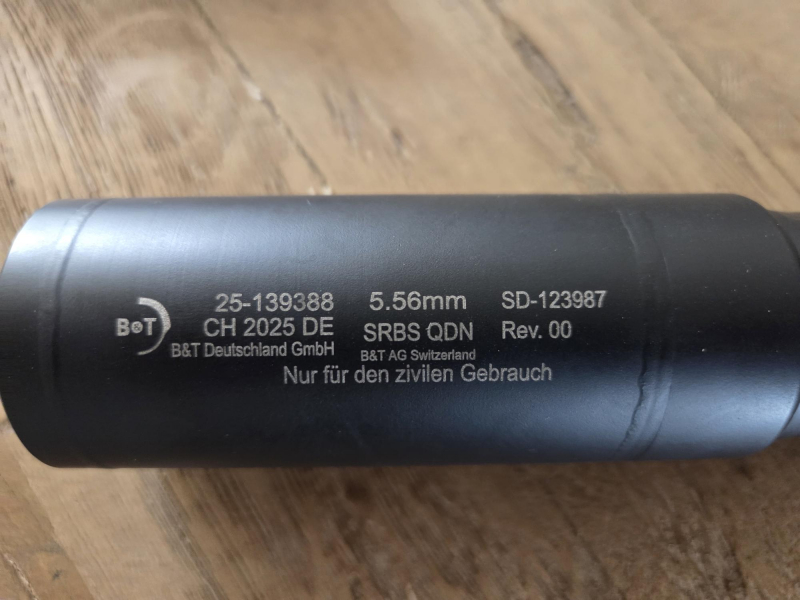 B&T
25-139388 5.56mm SD-123987
CH 2025 DE SRBS QDN Rev. 00
B&T Deutschland GmbH B&T AG Switzerland
Nur für den zivilen Gebrauch